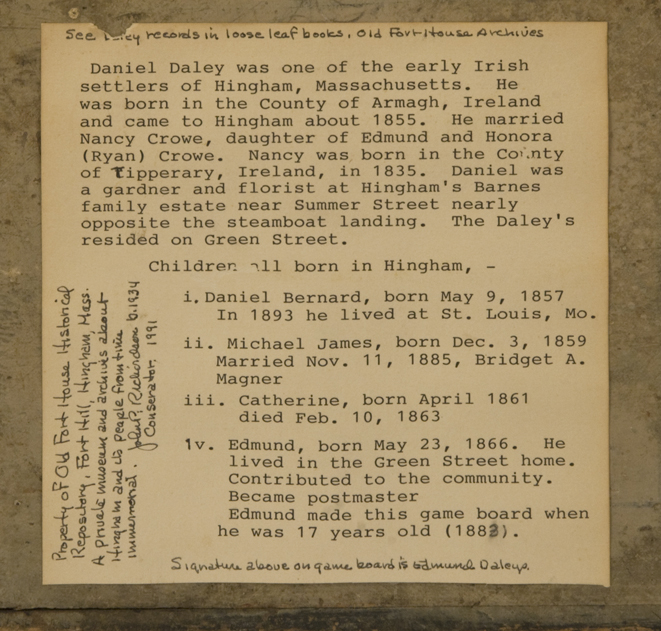 See Daley records in loose leaf books, Old Fort House Archives
Daniel Daley was one of the early Irish
settlers of Hingham, Massachusetts. He
was born in the County of Armagh, Ireland
and came to Hingham about 1855. He married
Nancy Crowe, daughter of Edmund and Honora
(Ryan) Crowe. Nancy was born in the County
of Tipperary, Ireland, in 1835. Daniel was
a gardner and florist at Hingham's Barnes
family estate near Summer Street nearly
opposite the steamboat landing. The Daley's
resided on Green Street.
Children all born in Hingham, -
i. Daniel Bernard, born May 9, 1857
In 1893 he lived at St. Louis, Mo.
ii. Michael James, born Dec. 3, 1859
Married Nov. 11, 1885, Bridget A.
Magner
iii. Catherine, born April 1861
died Feb. 10, 1863
1v. Edmund, born May 23, 1866. He
lived in the Green Street home.
Contributed to the community.
Became postmaster
Edmund made this game board when
he was 17 years old (1883).
Signature above on game board is Edmund Daleys.
Property of Old Fort House Historical
Repository, Fort Hill, Hingham, Mass.
A private museum and archives about
Hingham and its people from time
immemorial. John P. Richardson b.1934
Conservator. 1991